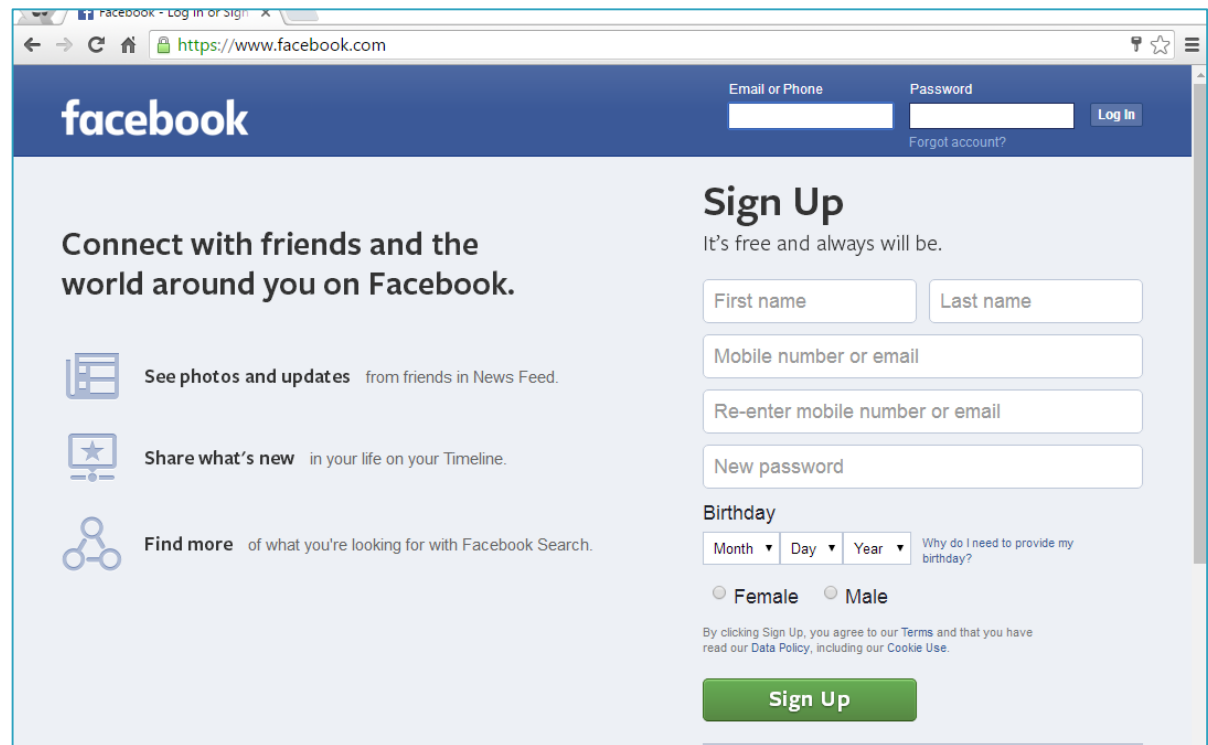 Facebook - Log In or Sign
https://www.facebook.com
facebook
Email or Phone
Password
Log In
Forgot account?
Connect with friends and the
world around you on Facebook.
See photos and updates from friends in News Feed.
Share what's new in your life on your Timeline.
Find more of what you're looking for with Facebook Search.
Sign Up
It's free and always will be.
First name
Last name
Mobile number or email
Re-enter mobile number or email
New password
Birthday
Month
Day
Year
Why do I need to provide my
birthday?
Female
Male
By clicking Sign Up, you agree to our Terms and that you have
read our Data Policy, including our Cookie Use.
Sign Up